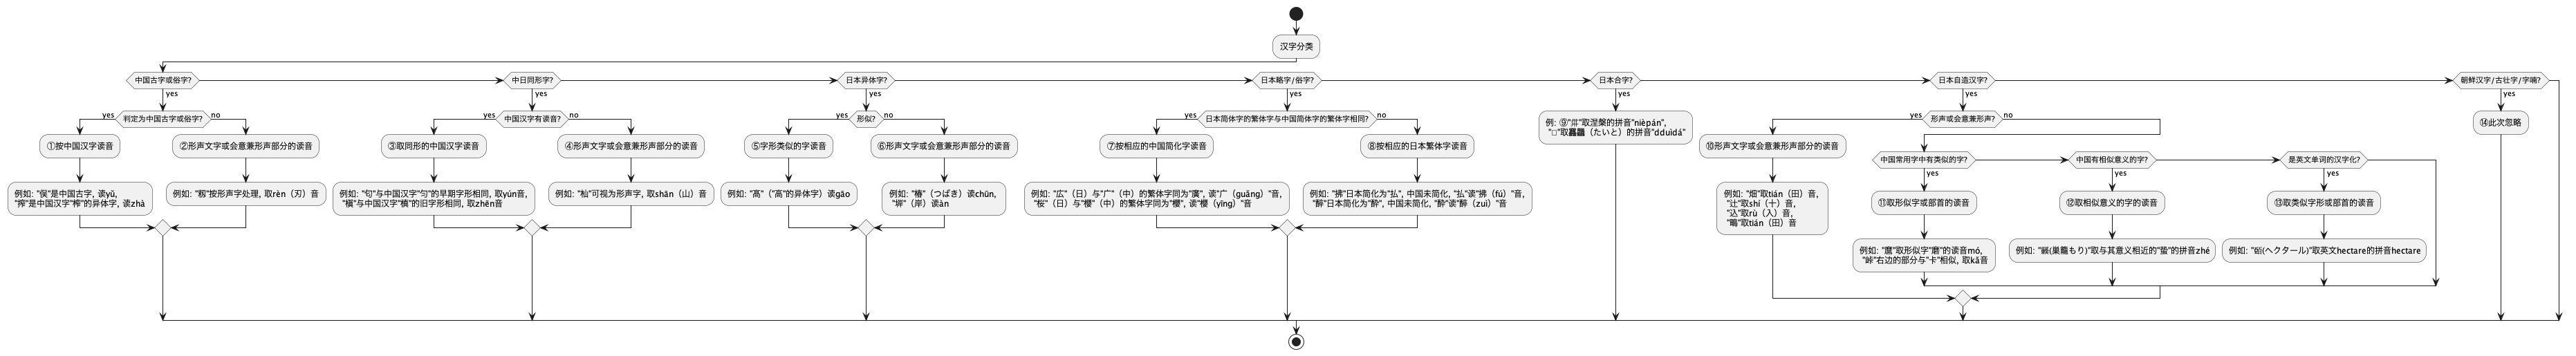 汉字分类
中国古字或俗字?
yes
判定为中国古字或俗字?
yes
no
①按中国汉字读音
例如: "俣"是中国古字, 读yǔ,
"搾"是中国汉字"榨"的异体字, 读zhà
②形声文字或会意兼形声部分的读音
例如: "籾"按形声字处理, 取rèn（刃）音
中日同形字?
yes
中国汉字有读音?
yes
no
③取同形的中国汉字读音
例如: "匂"与中国汉字"匀"的早期字形相同, 取yún音,
"槇"与中国汉字"槙"的旧字形相同, 取zhēn音
④形声文字或会意兼形声部分的读音
例如: "杣"可视为形声字, 取shān（山）音
日本异体字?
yes
形似?
yes
no
⑤字形类似的字读音
例如: "髙"（"高"的异体字）读gāo
⑥形声文字或会意兼形声部分的读音
例如: "椿"（つばき）读chūn,
（岸）读àn
日本略字/俗字?
yes
日本简体字的繁体字与中国简体字的繁体字相同?
yes
no
⑦按相应的中国简化字读音
例如: "広"（日）与"广"（中）的繁体字同为"廣", 读"广（guǎng）"音,
"桜"（日）与"樱"（中）的繁体字同为"櫻", 读"樱（yīng）"音
⑧按相应的日本繁体字读音
例如: "拂"日本简化为"払", 中国未简化, "払"读"拂（fú）"音,
"醉"日本简化为"酔", 中国未简化, "酔"读"醉（zuì）"音
日本合字?
yes
取涅槃的拼音"nièpán",
"□"取龘䨻（たいと）的拼音"dduìdá"
日本自造汉字?
yes
形声或会意兼形声?
yes
no
⑩形声文字或会意兼形声部分的读音
例如: "畑"取tián（田）音,
"辻"取shí（十）音,
"込"取rù（入）音,
"鴫"取tián（田）音
中国常用字中有类似的字?
yes
⑪取形似字或部首的读音
例如: "麿"取形似字"磨"的读音mó,
"峠"右边的部分与"卡"相似, 取kǎ音
中国有相似意义的字?
yes
⑫取相似意义的字的读音
(巣籠もり)"取与其意义相近的"蛰"的拼音zhé
是英文单词的汉字化?
yes
⑬取类似字形或部首的读音
(ヘクタール)"取英文hectare的拼音hectare
朝鲜汉字/古壮字/字喃?
yes
⑭此次忽略